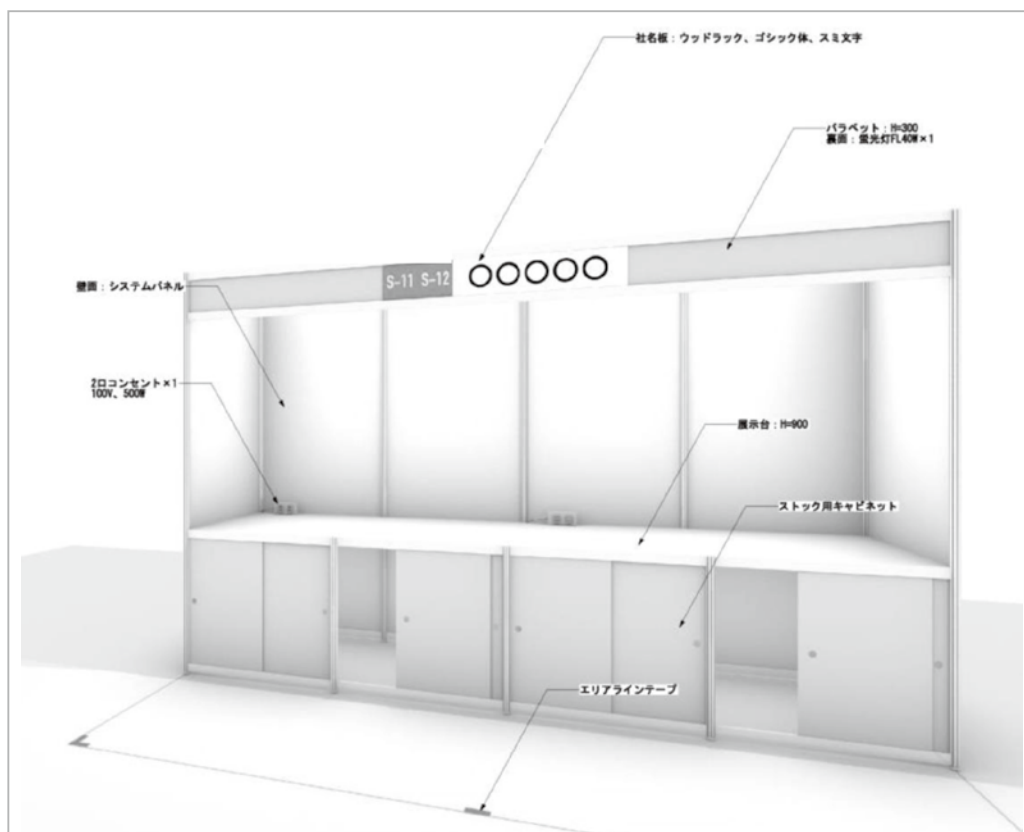 社名板：ウッドラック、ゴシック体、スミ文字
パラペット：H=300
裏面：蛍光灯FL40W×1
S-11 S-12
○○○○○
壁面：システムパネル
2口コンセント×1
100V、500W
展示台：H=900
ストック用キャビネット
エリアラインテープ